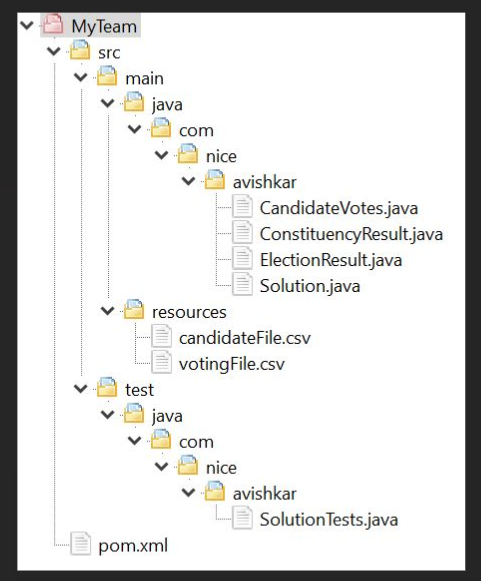 MyTeam
src
main
java
com
nice
avishkar
CandidateVotes.java
ConstituencyResult.java
ElectionResult.java
Solution.java
resources
candidateFile.csv
votingFile.csv
test
java
com
nice
avishkar
SolutionTests.java
pom.xml